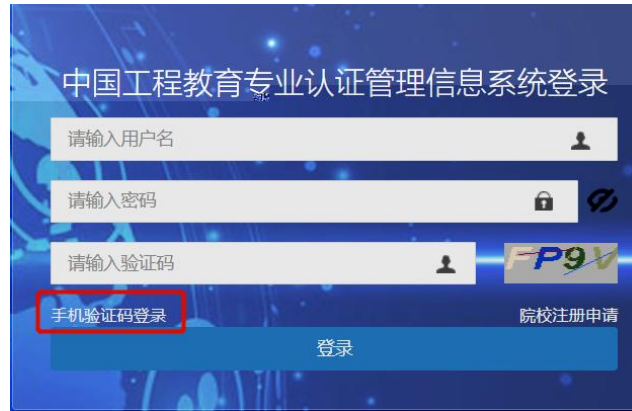 中国工程教育专业认证管理信息系统登录
请输入用户名
请输入密码
请输入验证码 FP9V
手机验证码登录 院校注册申请
登录